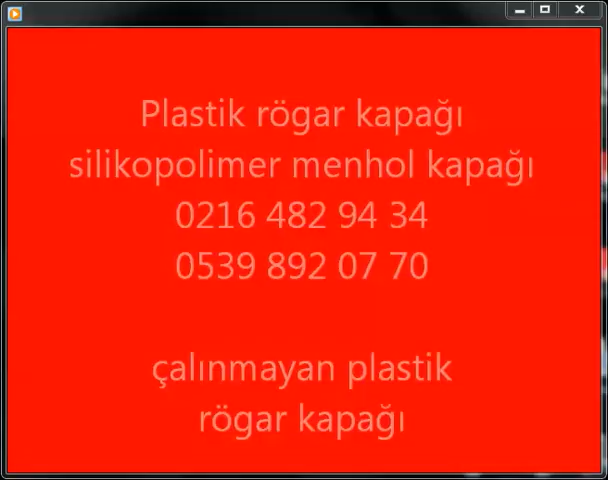 Plastik rögar kapağı
silikopolimer menhol kapağı
0216 482 94 34
0539 892 07 70
çalınmayan plastik
rögar kapağı